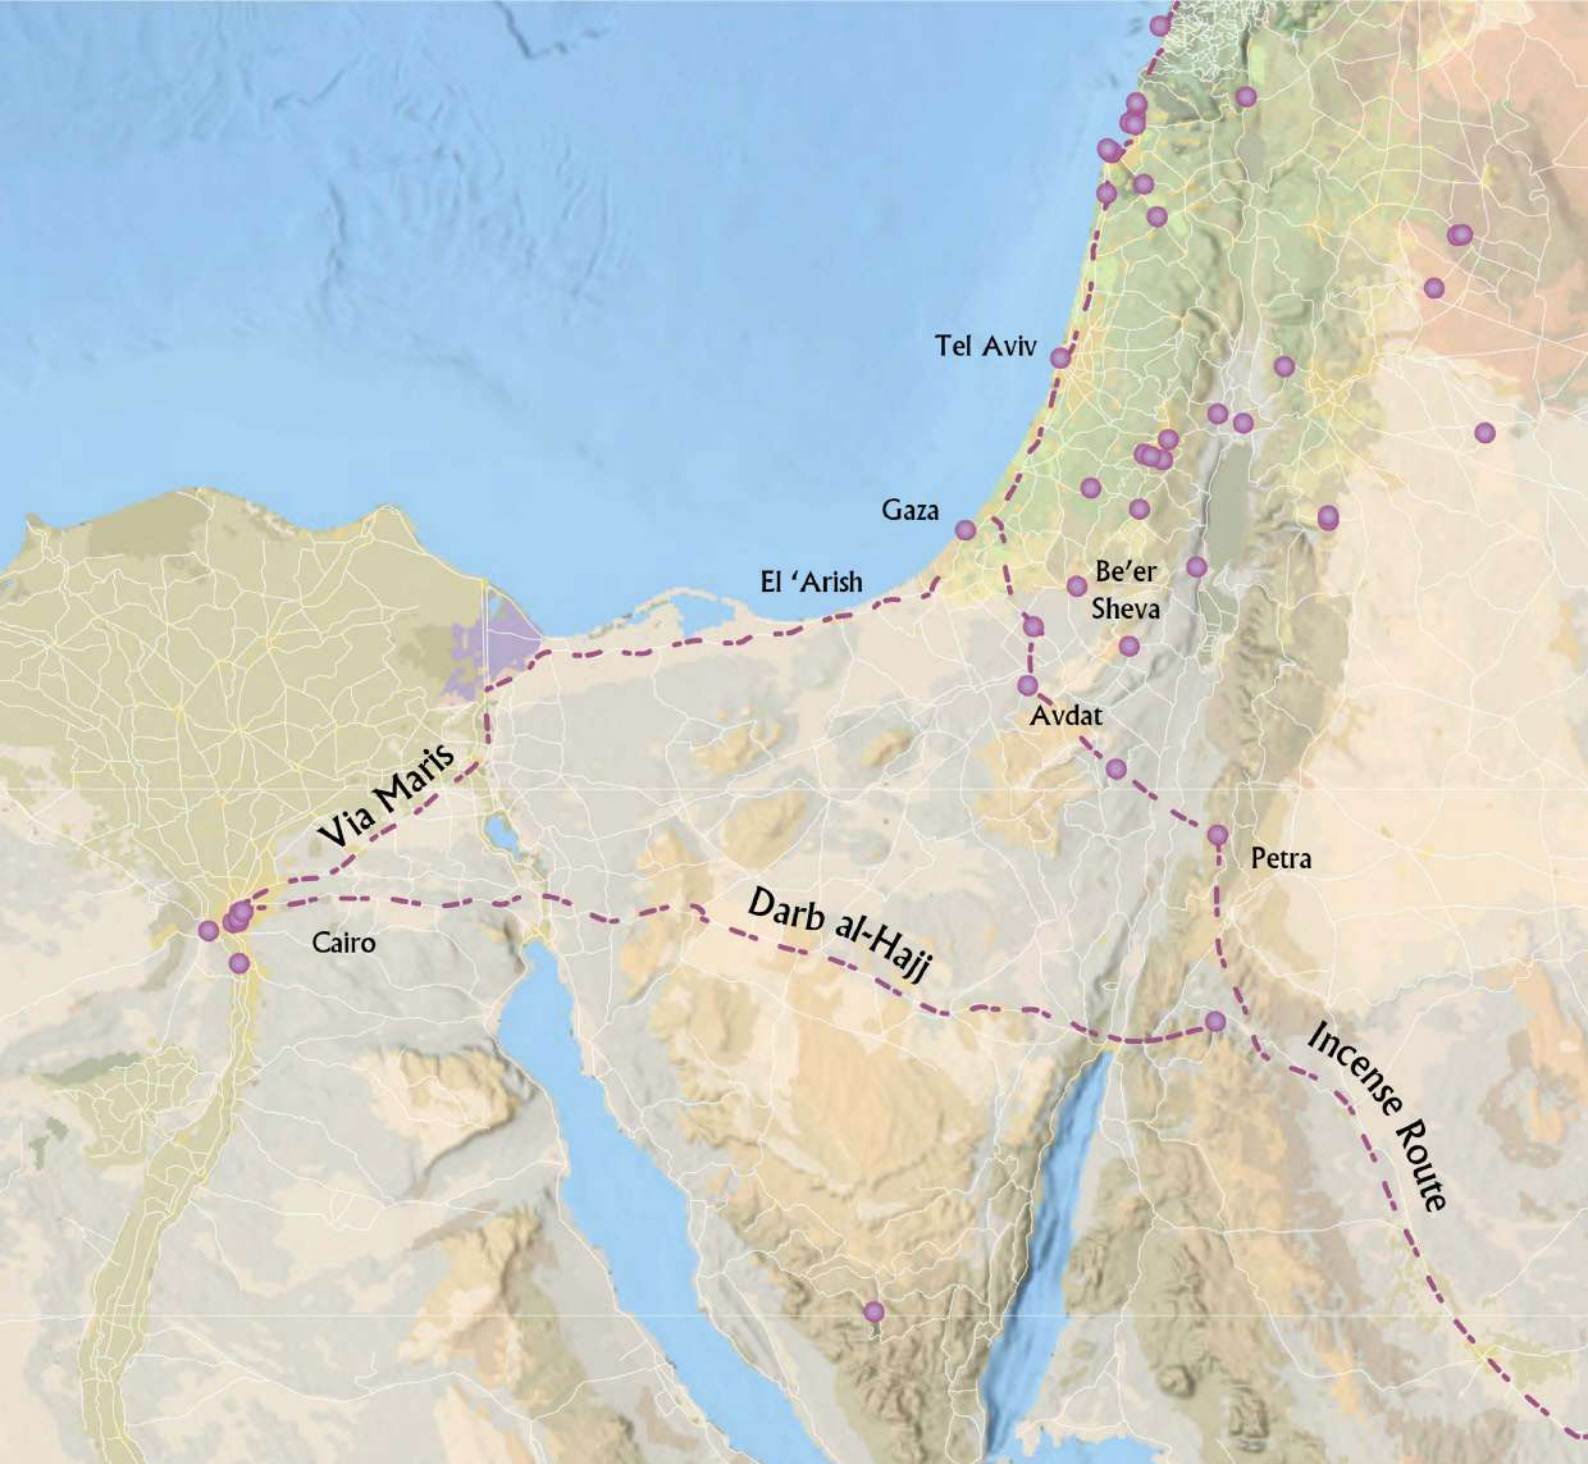 Tel Aviv
Gaza
El ‘Arish
Be’er
Sheva
Avdat
Via Maris
Petra
Darb al-Hajj
Cairo
Incense Route